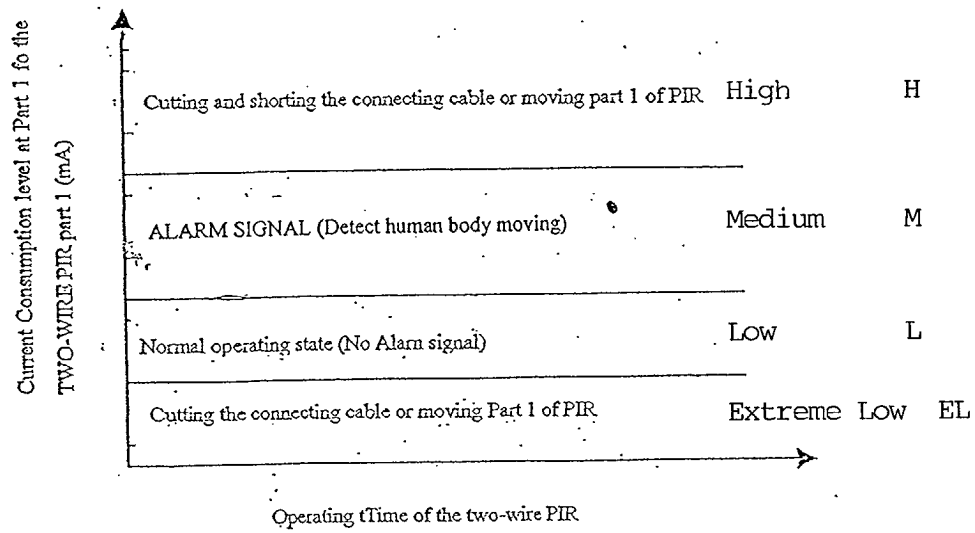 Current Consumption level at Part 1 fo the
TWO-WIRE PIR part 1 (mA)
Cutting and shorting the connecting cable or moving part 1 of PIR High H
ALARM SIGNAL (Detect human body moving) Medium M
Normal operating state (No Alarn signal) Low L
Cutting the connecting cable or moving Part 1 of PIR Extreme Low EL
Operating tTime of the two-wire PIR